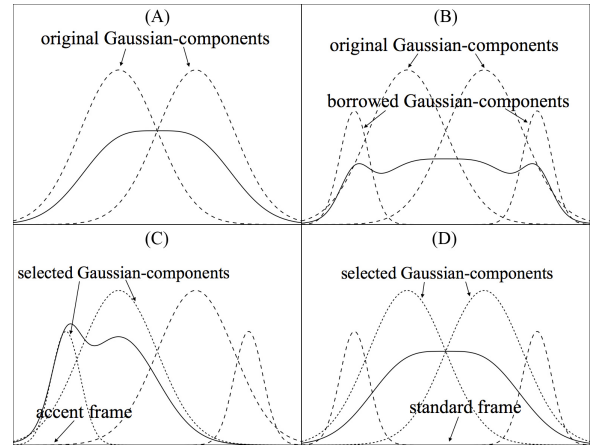 (A)
original Gaussian-components
(B)
original Gaussian-components
borrowed Gaussian-components
(C)
selected Gaussian-components
accent frame
(D)
selected Gaussian-components
standard frame